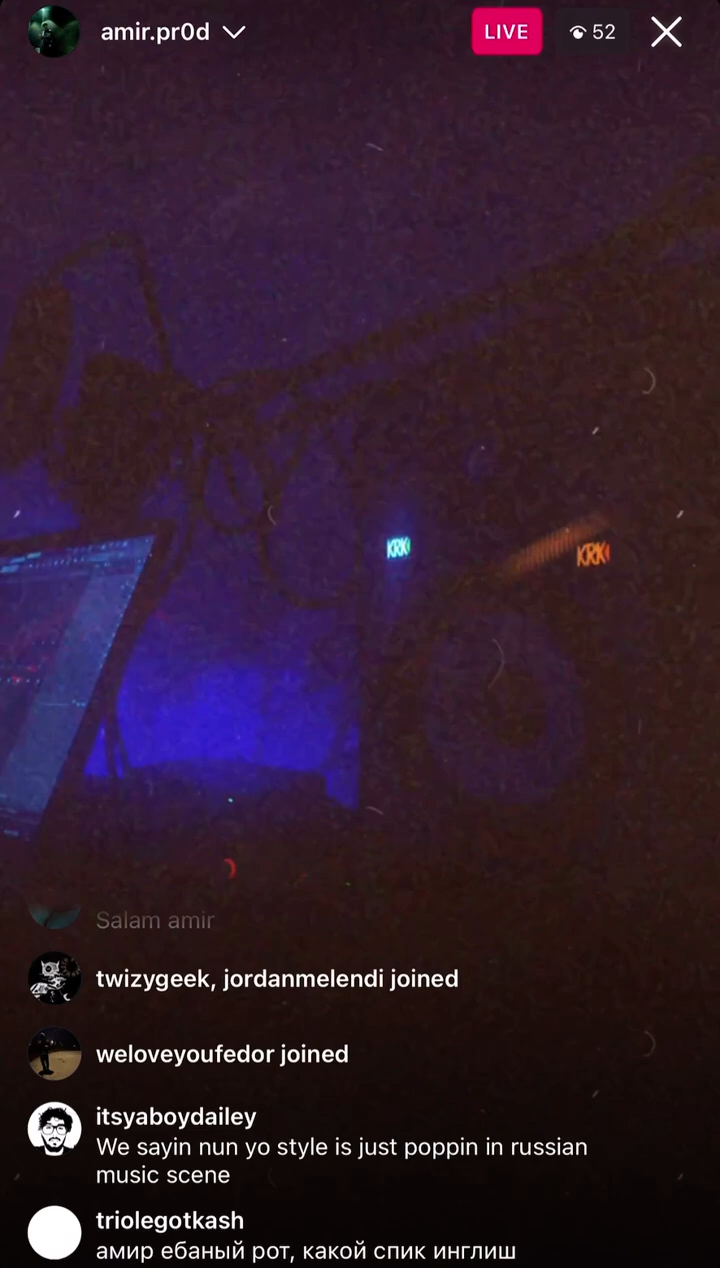 amir.pr0d
LIVE
52
KRK
KRK
Salam amir
twizygeek, jordanmelendi joined
weloveyoufedor joined
itsyaboydailey
We sayin nun yo style is just poppin in russian
music scene
triolegotkash
амир ебаный рот, какой спик инглиш